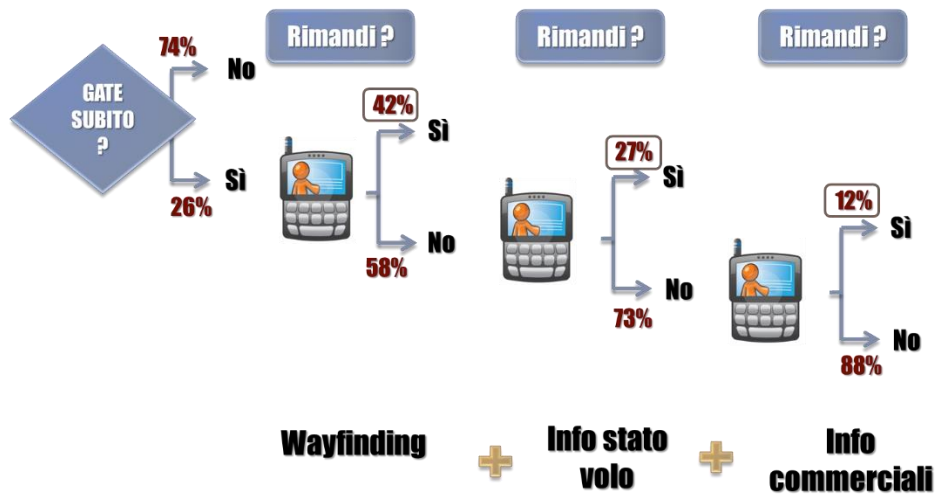 Rimandi ?
Rimandi ?
Rimandi ?
74%
No
GATE
SUBITO
?
Sì
26%
42%
Sì
No
58%
27%
Sì
No
73%
12%
Sì
No
88%
Wayfinding
+
Info stato
volo
+
Info
commerciali